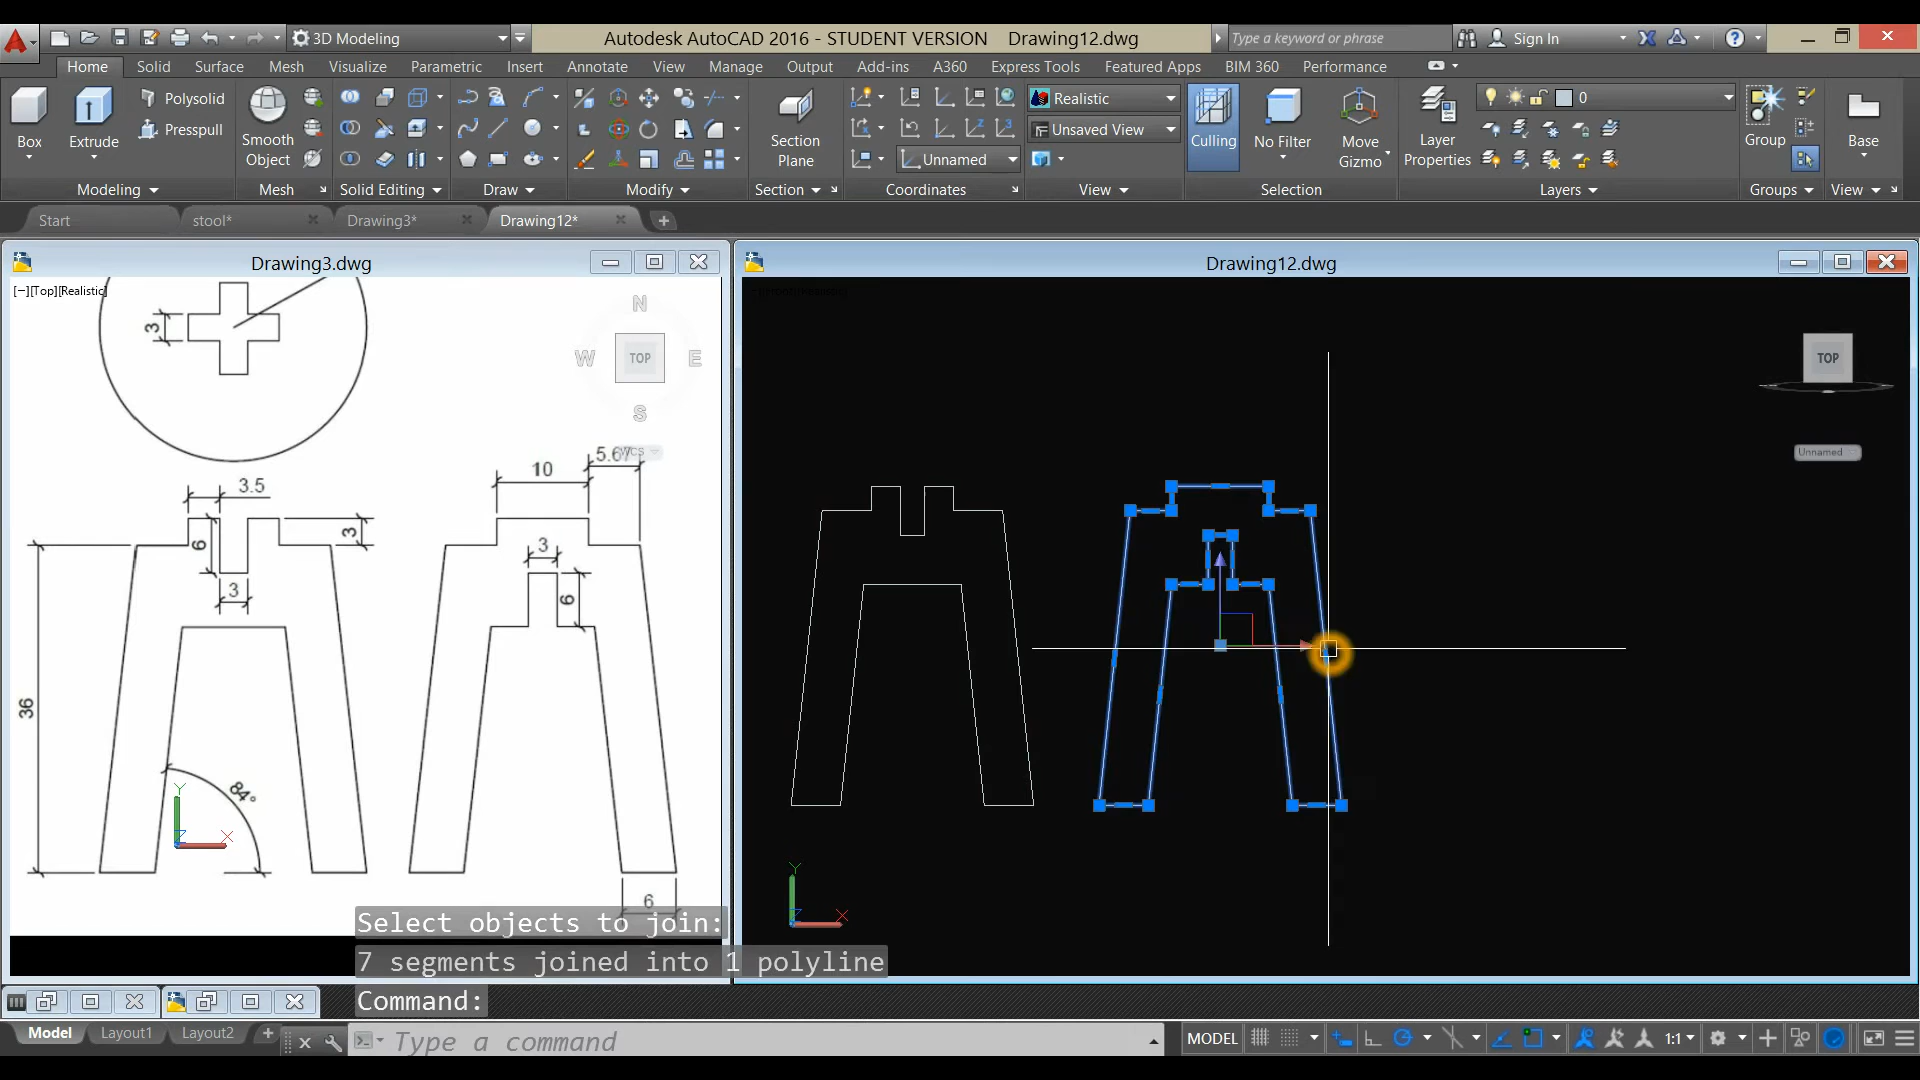 3D Modeling
Autodesk AutoCAD 2016 - STUDENT VERSION Drawing12.dwg
Type a keyword or phrase
Sign In
Home Solid Surface Mesh Visualize Parametric Insert Annotate View Manage Output Add-ins A360 Express Tools Featured Apps BIM 360 Performance
Box
Extrude
Polysolid
Presspull
Smooth Object
Section Plane
Unnamed
Realistic
Unsaved View
Culling
No Filter
Move Gizmo
Layer Properties
0
Group
Base
Modeling Mesh Solid Editing Draw Modify Section Coordinates View Selection Layers Groups View
Start stool* Drawing3* Drawing12*
Drawing3.dwg
Drawing12.dwg
[−][Top][Realistic]
N
W TOP E
S
WCS
TOP
Unnamed
3
3.5
6
3
3
36
84°
Y
Z X
10
5.67
3
6
6
Y
Z X
Select objects to join:
7 segments joined into 1 polyline
Command:
Model Layout1 Layout2 +
Type a command
MODEL
1:1